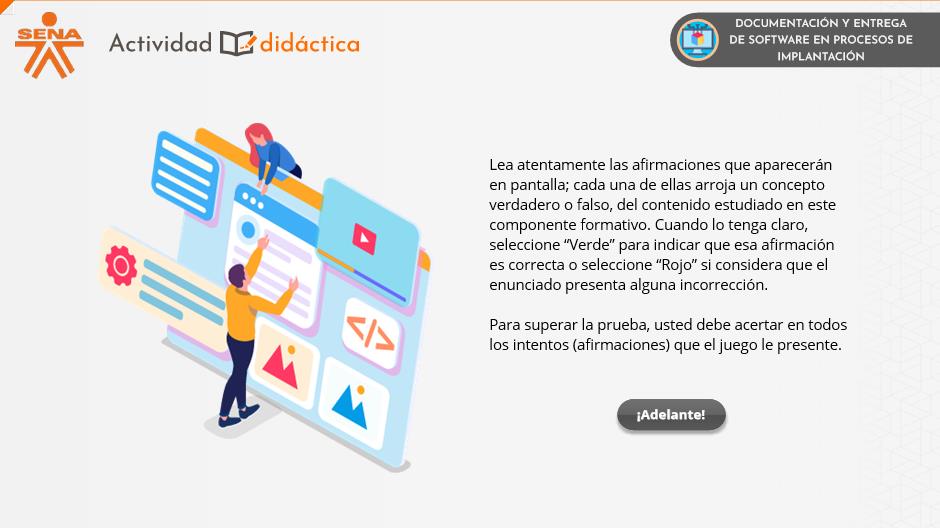 SENA
Actividad didáctica
DOCUMENTACIÓN Y ENTREGA
DE SOFTWARE EN PROCESOS DE
IMPLANTACIÓN
Lea atentamente las afirmaciones que aparecerán
en pantalla; cada una de ellas arroja un concepto
verdadero o falso, del contenido estudiado en este
componente formativo. Cuando lo tenga claro,
seleccione “Verde” para indicar que esa afirmación
es correcta o seleccione “Rojo” si considera que el
enunciado presenta alguna incorrección.
Para superar la prueba, usted debe acertar en todos
los intentos (afirmaciones) que el juego le presente.
¡Adelante!